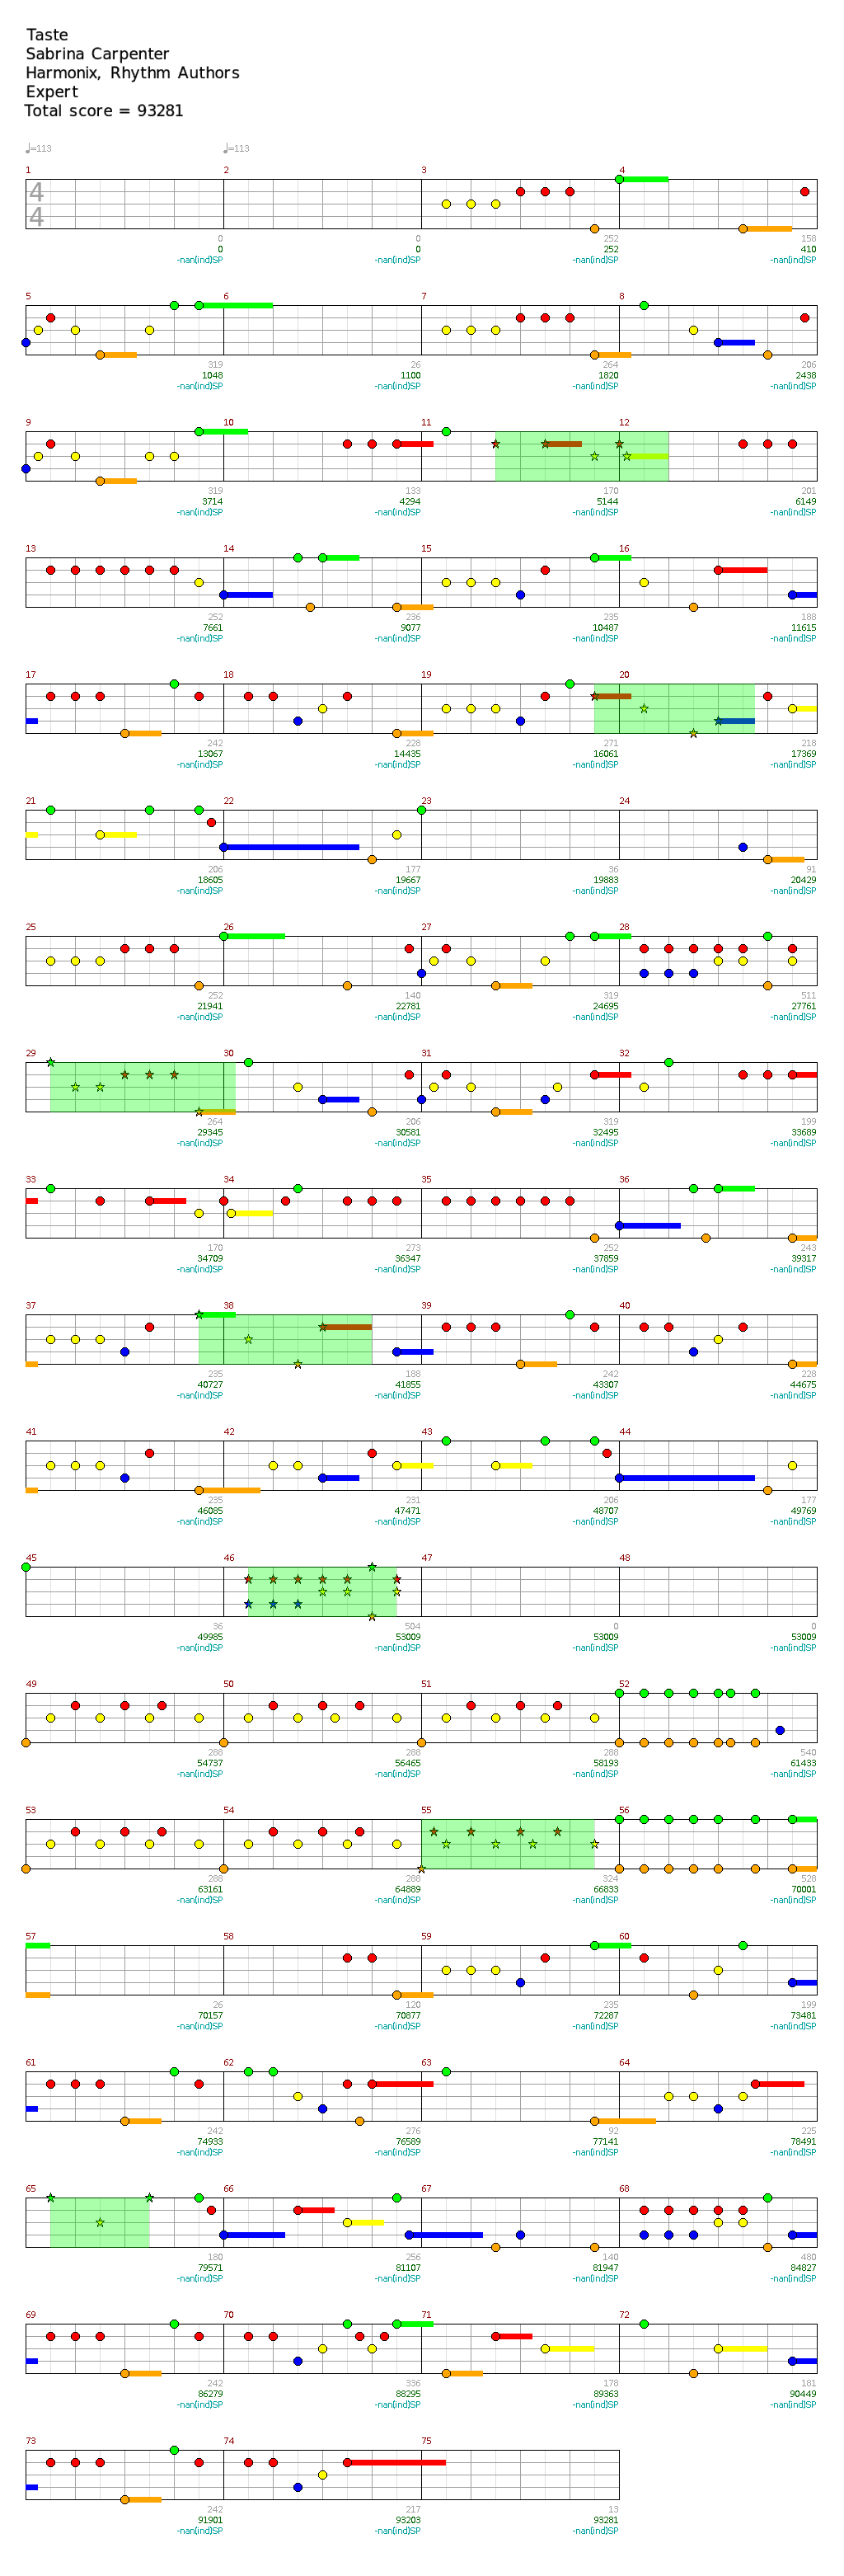 Taste
Sabrina Carpenter
Harmonix, Rhythm Authors
Expert
Total score = 93281
♩=113 ♩=113
1 2 3 4
4
4
0 0 252 158
0 0 252 410
-nan(ind)SP -nan(ind)SP -nan(ind)SP -nan(ind)SP
5 6 7 8
319 26 264 206
1048 1100 1820 2438
-nan(ind)SP -nan(ind)SP -nan(ind)SP -nan(ind)SP
9 10 11 12
319 133 170 201
3714 4294 5144 6149
-nan(ind)SP -nan(ind)SP -nan(ind)SP -nan(ind)SP
13 14 15 16
252 236 235 188
7661 9077 10487 11615
-nan(ind)SP -nan(ind)SP -nan(ind)SP -nan(ind)SP
17 18 19 20
242 228 271 218
13067 14435 16061 17369
-nan(ind)SP -nan(ind)SP -nan(ind)SP -nan(ind)SP
21 22 23 24
206 177 36 91
18605 19667 19883 20429
-nan(ind)SP -nan(ind)SP -nan(ind)SP -nan(ind)SP
25 26 27 28
252 140 319 511
21941 22781 24695 27761
-nan(ind)SP -nan(ind)SP -nan(ind)SP -nan(ind)SP
29 30 31 32
264 206 319 199
29345 30581 32495 33689
-nan(ind)SP -nan(ind)SP -nan(ind)SP -nan(ind)SP
33 34 35 36
170 273 252 243
34709 36347 37859 39317
-nan(ind)SP -nan(ind)SP -nan(ind)SP -nan(ind)SP
37 38 39 40
235 188 242 228
40727 41855 43307 44675
-nan(ind)SP -nan(ind)SP -nan(ind)SP -nan(ind)SP
41 42 43 44
235 231 206 177
46085 47471 48707 49769
-nan(ind)SP -nan(ind)SP -nan(ind)SP -nan(ind)SP
45 46 47 48
36 504 0 0
49985 53009 53009 53009
-nan(ind)SP -nan(ind)SP -nan(ind)SP -nan(ind)SP
49 50 51 52
288 288 288 540
54737 56465 58193 61433
-nan(ind)SP -nan(ind)SP -nan(ind)SP -nan(ind)SP
53 54 55 56
288 288 324 528
63161 64889 66833 70001
-nan(ind)SP -nan(ind)SP -nan(ind)SP -nan(ind)SP
57 58 59 60
26 120 235 199
70157 70877 72287 73481
-nan(ind)SP -nan(ind)SP -nan(ind)SP -nan(ind)SP
61 62 63 64
242 276 92 225
74933 76589 77141 78491
-nan(ind)SP -nan(ind)SP -nan(ind)SP -nan(ind)SP
65 66 67 68
180 256 140 480
79571 81107 81947 84827
-nan(ind)SP -nan(ind)SP -nan(ind)SP -nan(ind)SP
69 70 71 72
242 336 178 181
86279 88295 89363 90449
-nan(ind)SP -nan(ind)SP -nan(ind)SP -nan(ind)SP
73 74 75
242 217 13
91901 93203 93281
-nan(ind)SP -nan(ind)SP -nan(ind)SP